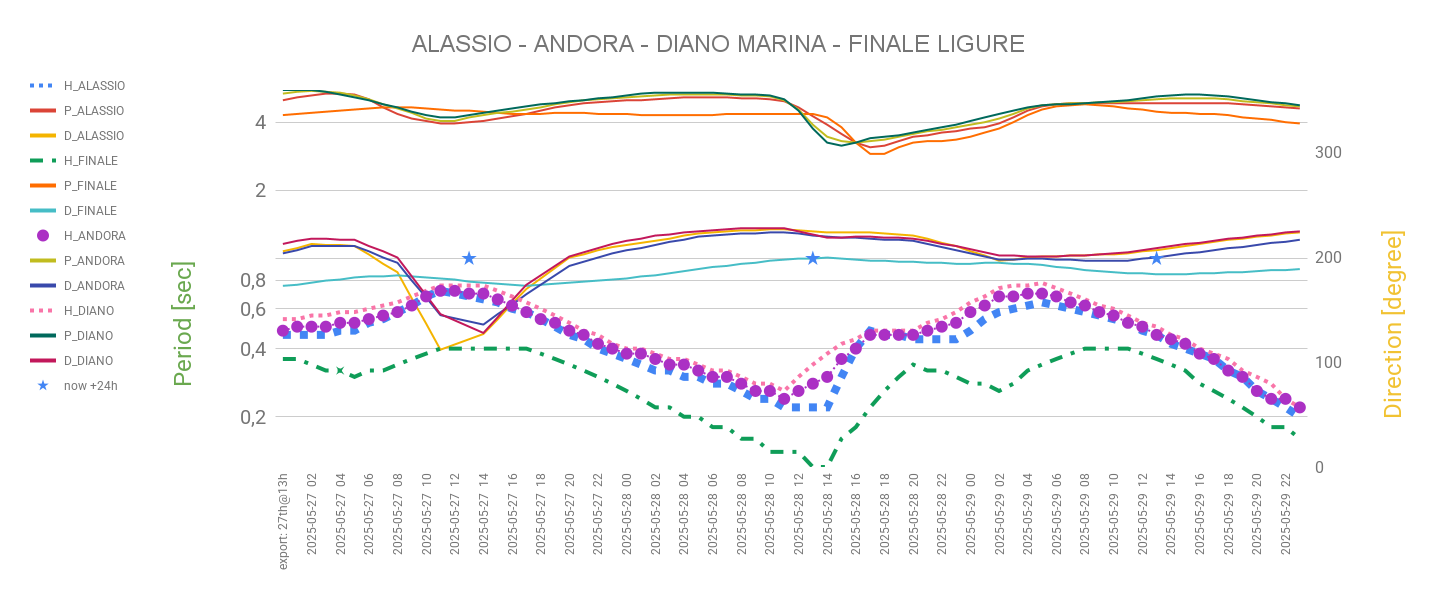 ALASSIO - ANDORA - DIANO MARINA - FINALE LIGURE
H_ALASSIO
P_ALASSIO
D_ALASSIO
H_FINALE
P_FINALE
D_FINALE
H_ANDORA
P_ANDORA
D_ANDORA
H_DIANO
P_DIANO
D_DIANO
now +24h
Period [sec]
4
2
0,8
0,6
0,4
0,2
300
200
100
0
Direction [degree]
export: 27th@13h
2025-05-27 02
2025-05-27 04
2025-05-27 06
2025-05-27 08
2025-05-27 10
2025-05-27 12
2025-05-27 14
2025-05-27 16
2025-05-27 18
2025-05-27 20
2025-05-27 22
2025-05-28 00
2025-05-28 02
2025-05-28 04
2025-05-28 06
2025-05-28 08
2025-05-28 10
2025-05-28 12
2025-05-28 14
2025-05-28 16
2025-05-28 18
2025-05-28 20
2025-05-28 22
2025-05-29 00
2025-05-29 02
2025-05-29 04
2025-05-29 06
2025-05-29 08
2025-05-29 10
2025-05-29 12
2025-05-29 14
2025-05-29 16
2025-05-29 18
2025-05-29 20
2025-05-29 22